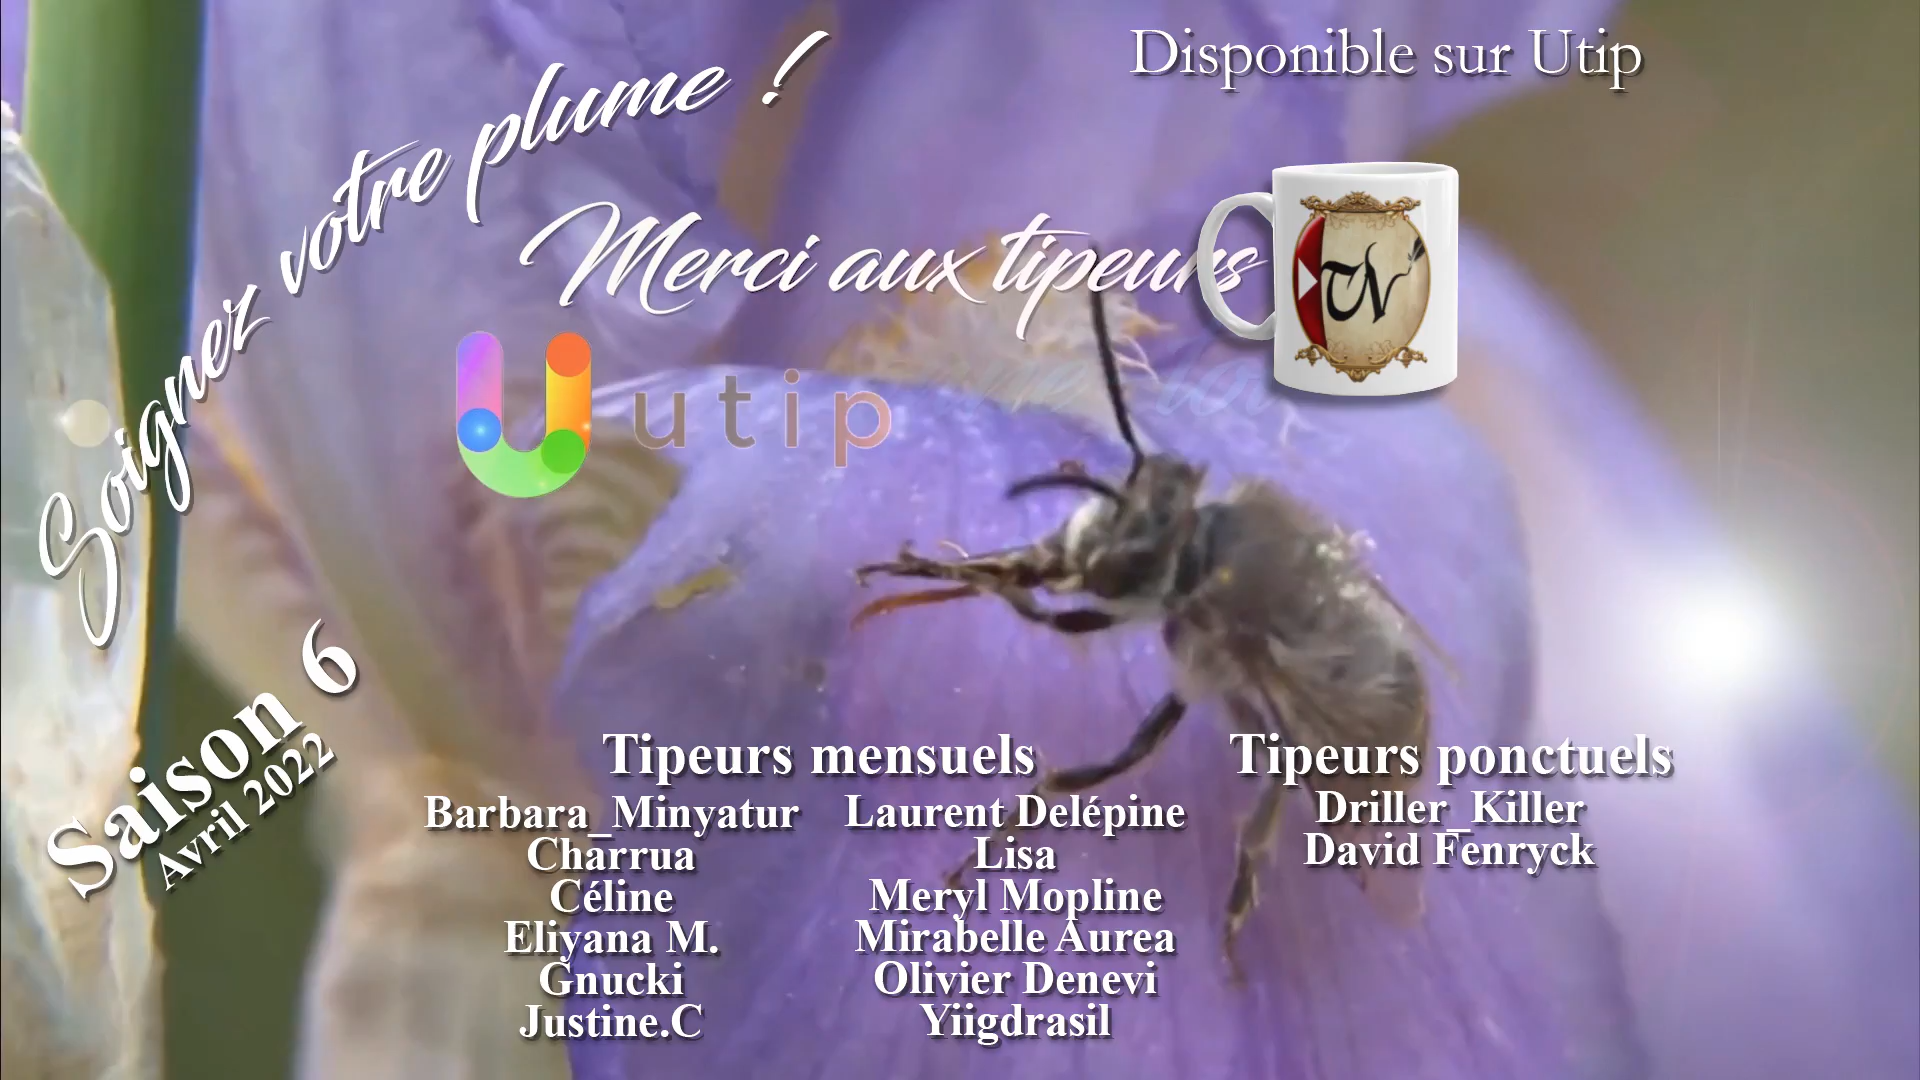 Soignez votre plume !
Disponible sur Utip
Merci aux tipeurs
TN
utip
Saison 6
Avril 2022
Tipeurs mensuels
Barbara_Minyatur
Charrua
Céline
Eliyana M.
Gnucki
Justine.C
Laurent Delépine
Lisa
Meryl Mopline
Mirabelle Aurea
Olivier Denevi
Yiigdrasil
Tipeurs ponctuels
Driller_Killer
David Fenryck